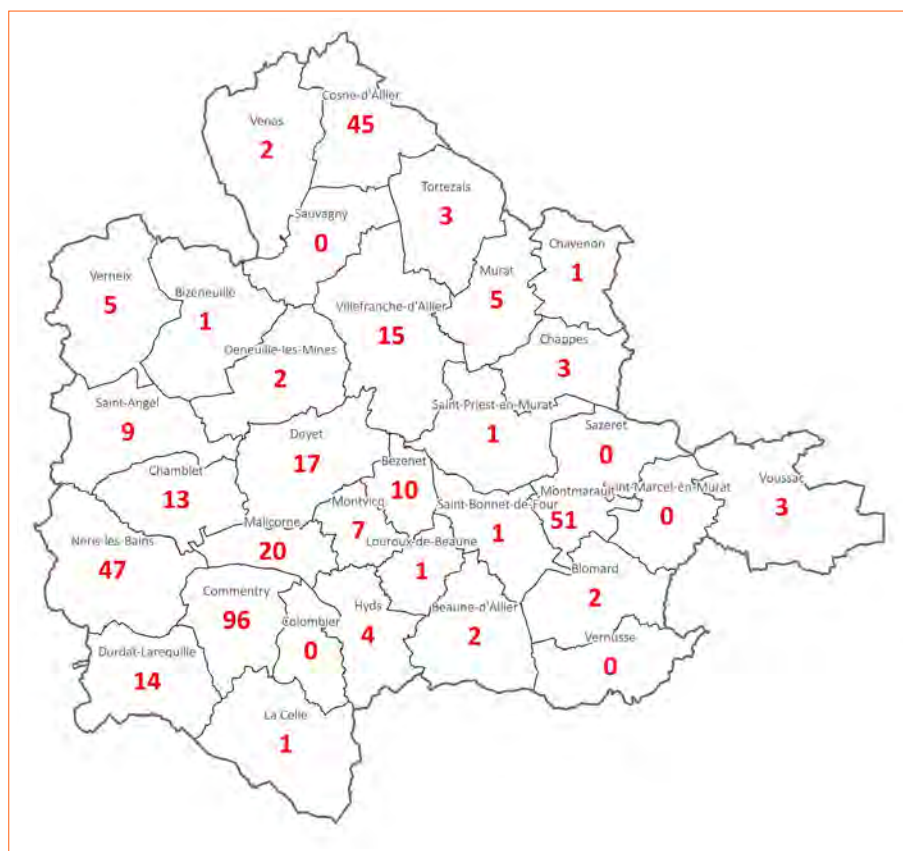 Cosne-d'Allier
45
Venas
2
Tortezais
3
Sauvagny
0
Chavenon
1
Murat
5
Verneix
5
Bizeneuille
1
Villefranche-d'Allier
15
Chappes
3
Deneuille-les-Mines
2
Saint-Angel
9
Saint-Priest-en-Murat
1
Sazeret
0
Doyet
17
Bézenet
10
Chamblet
13
Voussac
3
Montmarault
51
Saint-Marcel-en-Murat
0
Montvicq
7
Saint-Bonnet-de-Four
1
Malicorne
20
Neris-les-Bains
47
Louroux-de-Beaune
1
Blomard
2
Commentry
96
Colombier
0
Hyds
4
Beaune-d'Allier
2
Vernusse
0
Durdat-Larequille
14
La Celle
1